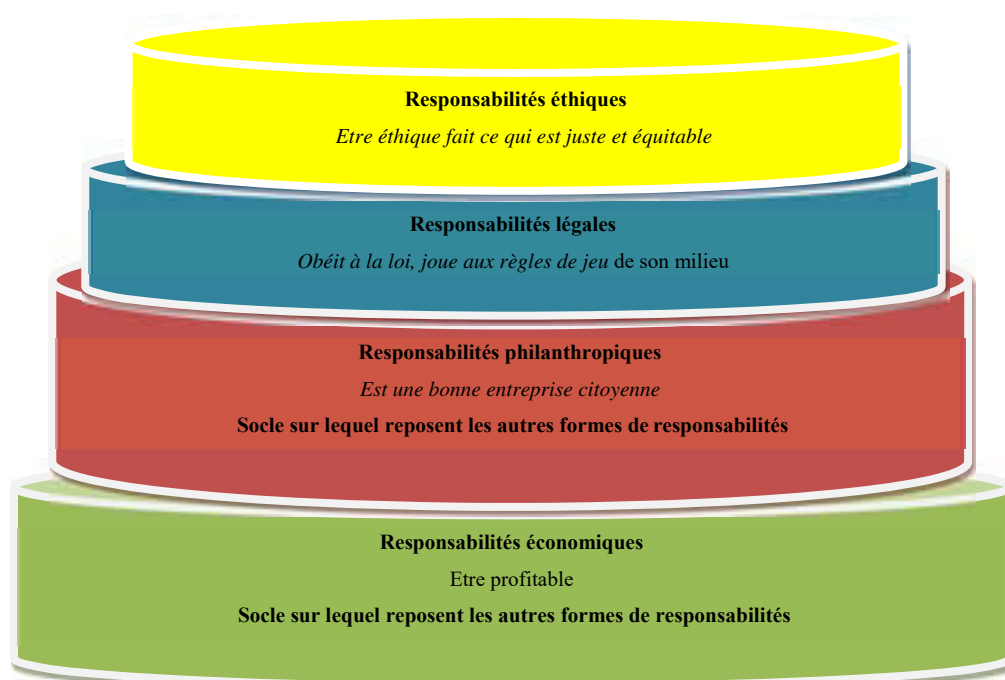 Responsabilités éthiques
Etre éthique fait ce qui est juste et équitable
Responsabilités légales
Obéit à la loi, joue aux règles de jeu de son milieu
Responsabilités philanthropiques
Est une bonne entreprise citoyenne
Socle sur lequel reposent les autres formes de responsabilités
Responsabilités économiques
Etre profitable
Socle sur lequel reposent les autres formes de responsabilités